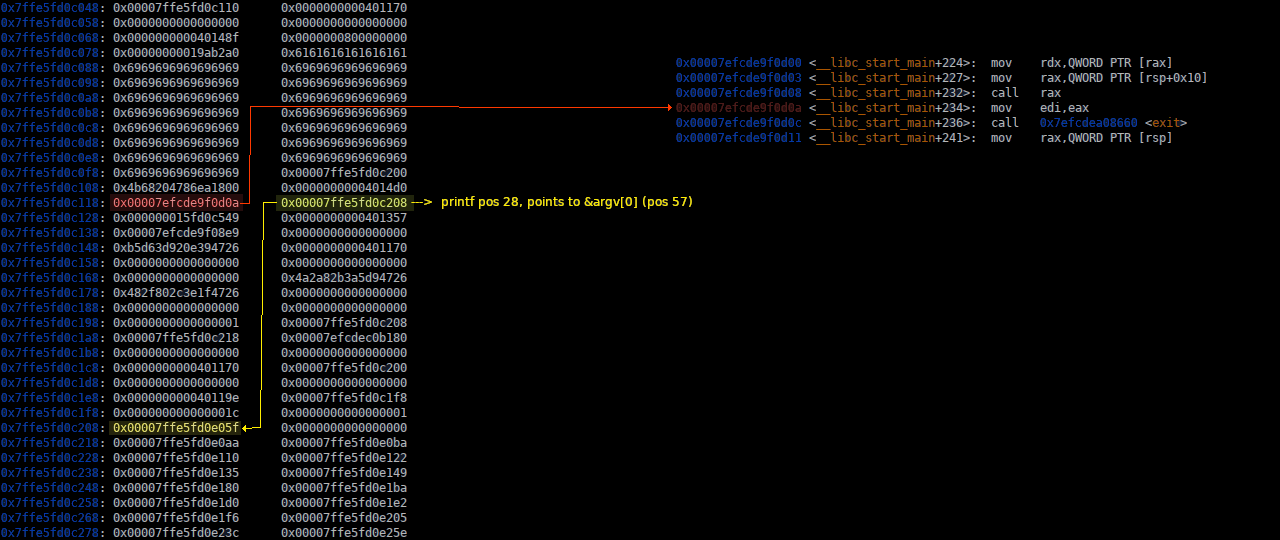 0x7ffe5fd0c048: 0x00007ffe5fd0c110 0x0000000000401170
0x7ffe5fd0c058: 0x0000000000000000 0x0000000000000000
0x7ffe5fd0c068: 0x000000000040148f 0x0000000800000000
0x7ffe5fd0c078: 0x00000000019ab2a0 0x6161616161616161
0x7ffe5fd0c088: 0x6969696969696969 0x6969696969696969
0x7ffe5fd0c098: 0x6969696969696969 0x6969696969696969
0x7ffe5fd0c0a8: 0x6969696969696969 0x6969696969696969
0x7ffe5fd0c0b8: 0x6969696969696969 0x6969696969696969
0x7ffe5fd0c0c8: 0x6969696969696969 0x6969696969696969
0x7ffe5fd0c0d8: 0x6969696969696969 0x6969696969696969
0x7ffe5fd0c0e8: 0x6969696969696969 0x6969696969696969
0x7ffe5fd0c0f8: 0x6969696969696969 0x00007ffe5fd0c200
0x7ffe5fd0c108: 0x4b68204786ea1800 0x00000000004014d0
0x7ffe5fd0c118: 0x00007efcde9f0d0a 0x00007ffe5fd0c208 ---> printf pos 28, points to &argv[0] (pos 57)
0x7ffe5fd0c128: 0x000000015fd0c549 0x0000000000401357
0x7ffe5fd0c138: 0x00007efcde9f08e9 0x0000000000000000
0x7ffe5fd0c148: 0xb5d63d920e394726 0x0000000000401170
0x7ffe5fd0c158: 0x0000000000000000 0x0000000000000000
0x7ffe5fd0c168: 0x0000000000000000 0x4a2a82b3a5d94726
0x7ffe5fd0c178: 0x482f802c3e1f4726 0x0000000000000000
0x7ffe5fd0c188: 0x0000000000000000 0x0000000000000000
0x7ffe5fd0c198: 0x0000000000000001 0x00007ffe5fd0c208
0x7ffe5fd0c1a8: 0x00007ffe5fd0c218 0x00007efcdec0b180
0x7ffe5fd0c1b8: 0x0000000000000000 0x0000000000000000
0x7ffe5fd0c1c8: 0x0000000000401170 0x00007ffe5fd0c200
0x7ffe5fd0c1d8: 0x0000000000000000 0x0000000000000000
0x7ffe5fd0c1e8: 0x000000000040119e 0x00007ffe5fd0c1f8
0x7ffe5fd0c1f8: 0x000000000000001c 0x0000000000000001
0x7ffe5fd0c208: 0x00007ffe5fd0e05f 0x0000000000000000
0x7ffe5fd0c218: 0x00007ffe5fd0e0aa 0x00007ffe5fd0e0ba
0x7ffe5fd0c228: 0x00007ffe5fd0e110 0x00007ffe5fd0e122
0x7ffe5fd0c238: 0x00007ffe5fd0e135 0x00007ffe5fd0e149
0x7ffe5fd0c248: 0x00007ffe5fd0e180 0x00007ffe5fd0e1ba
0x7ffe5fd0c258: 0x00007ffe5fd0e1d0 0x00007ffe5fd0e1e2
0x7ffe5fd0c268: 0x00007ffe5fd0e1f6 0x00007ffe5fd0e205
0x7ffe5fd0c278: 0x00007ffe5fd0e23c 0x00007ffe5fd0e25e
0x00007efcde9f0d00 <__libc_start_main+224>: mov rdx,QWORD PTR [rax]
0x00007efcde9f0d03 <__libc_start_main+227>: mov rax,QWORD PTR [rsp+0x10]
0x00007efcde9f0d08 <__libc_start_main+232>: call rax
0x00007efcde9f0d0a <__libc_start_main+234>: mov edi,eax
0x00007efcde9f0d0c <__libc_start_main+236>: call 0x7efcdea08660 <exit>
0x00007efcde9f0d11 <__libc_start_main+241>: mov rax,QWORD PTR [rsp]